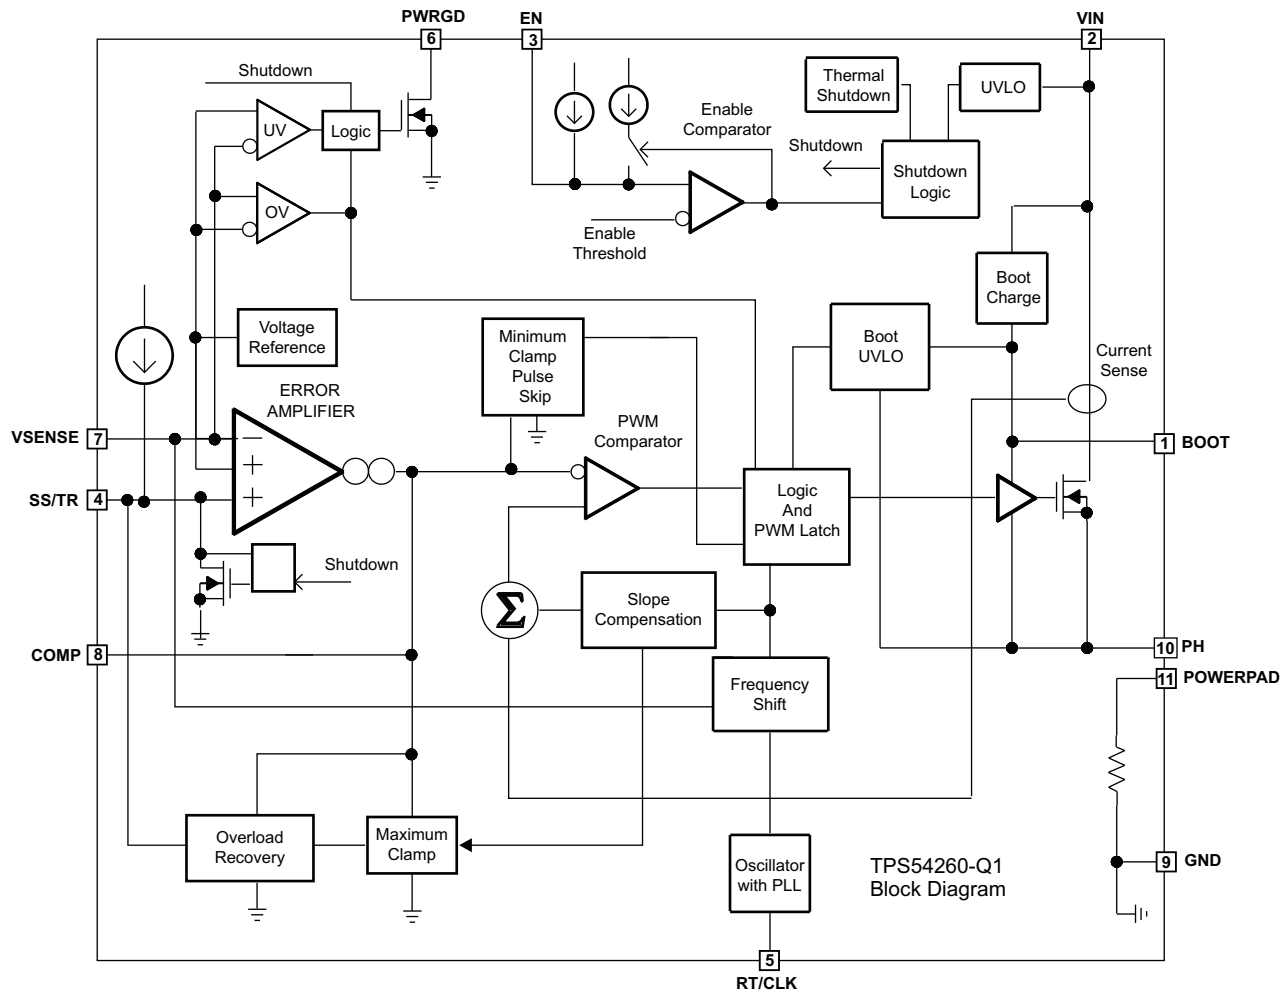 PWRGD
EN
VIN
6
3
2
Shutdown
Thermal
Shutdown
UVLO
UV
Logic
Enable
Comparator
Shutdown
Shutdown
Logic
OV
Enable
Threshold
Boot
Charge
Voltage
Reference
Minimum
Clamp
Pulse
Skip
Boot
UVLO
Current
Sense
ERROR
AMPLIFIER
PWM
Comparator
VSENSE 7
1 BOOT
−
+
+
SS/TR 4
Logic
And
PWM Latch
Shutdown
Σ
Slope
Compensation
COMP 8
10 PH
11 POWERPAD
Frequency
Shift
Overload
Recovery
Maximum
Clamp
Oscillator
with PLL
TPS54260-Q1
Block Diagram
9 GND
5
RT/CLK